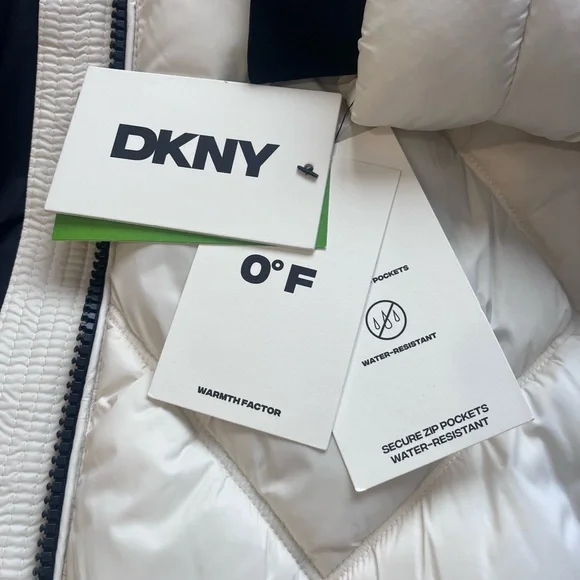 DKNY
0°F
WARMTH FACTOR
POCKETS
WATER-RESISTANT
SECURE ZIP POCKETS
WATER-RESISTANT